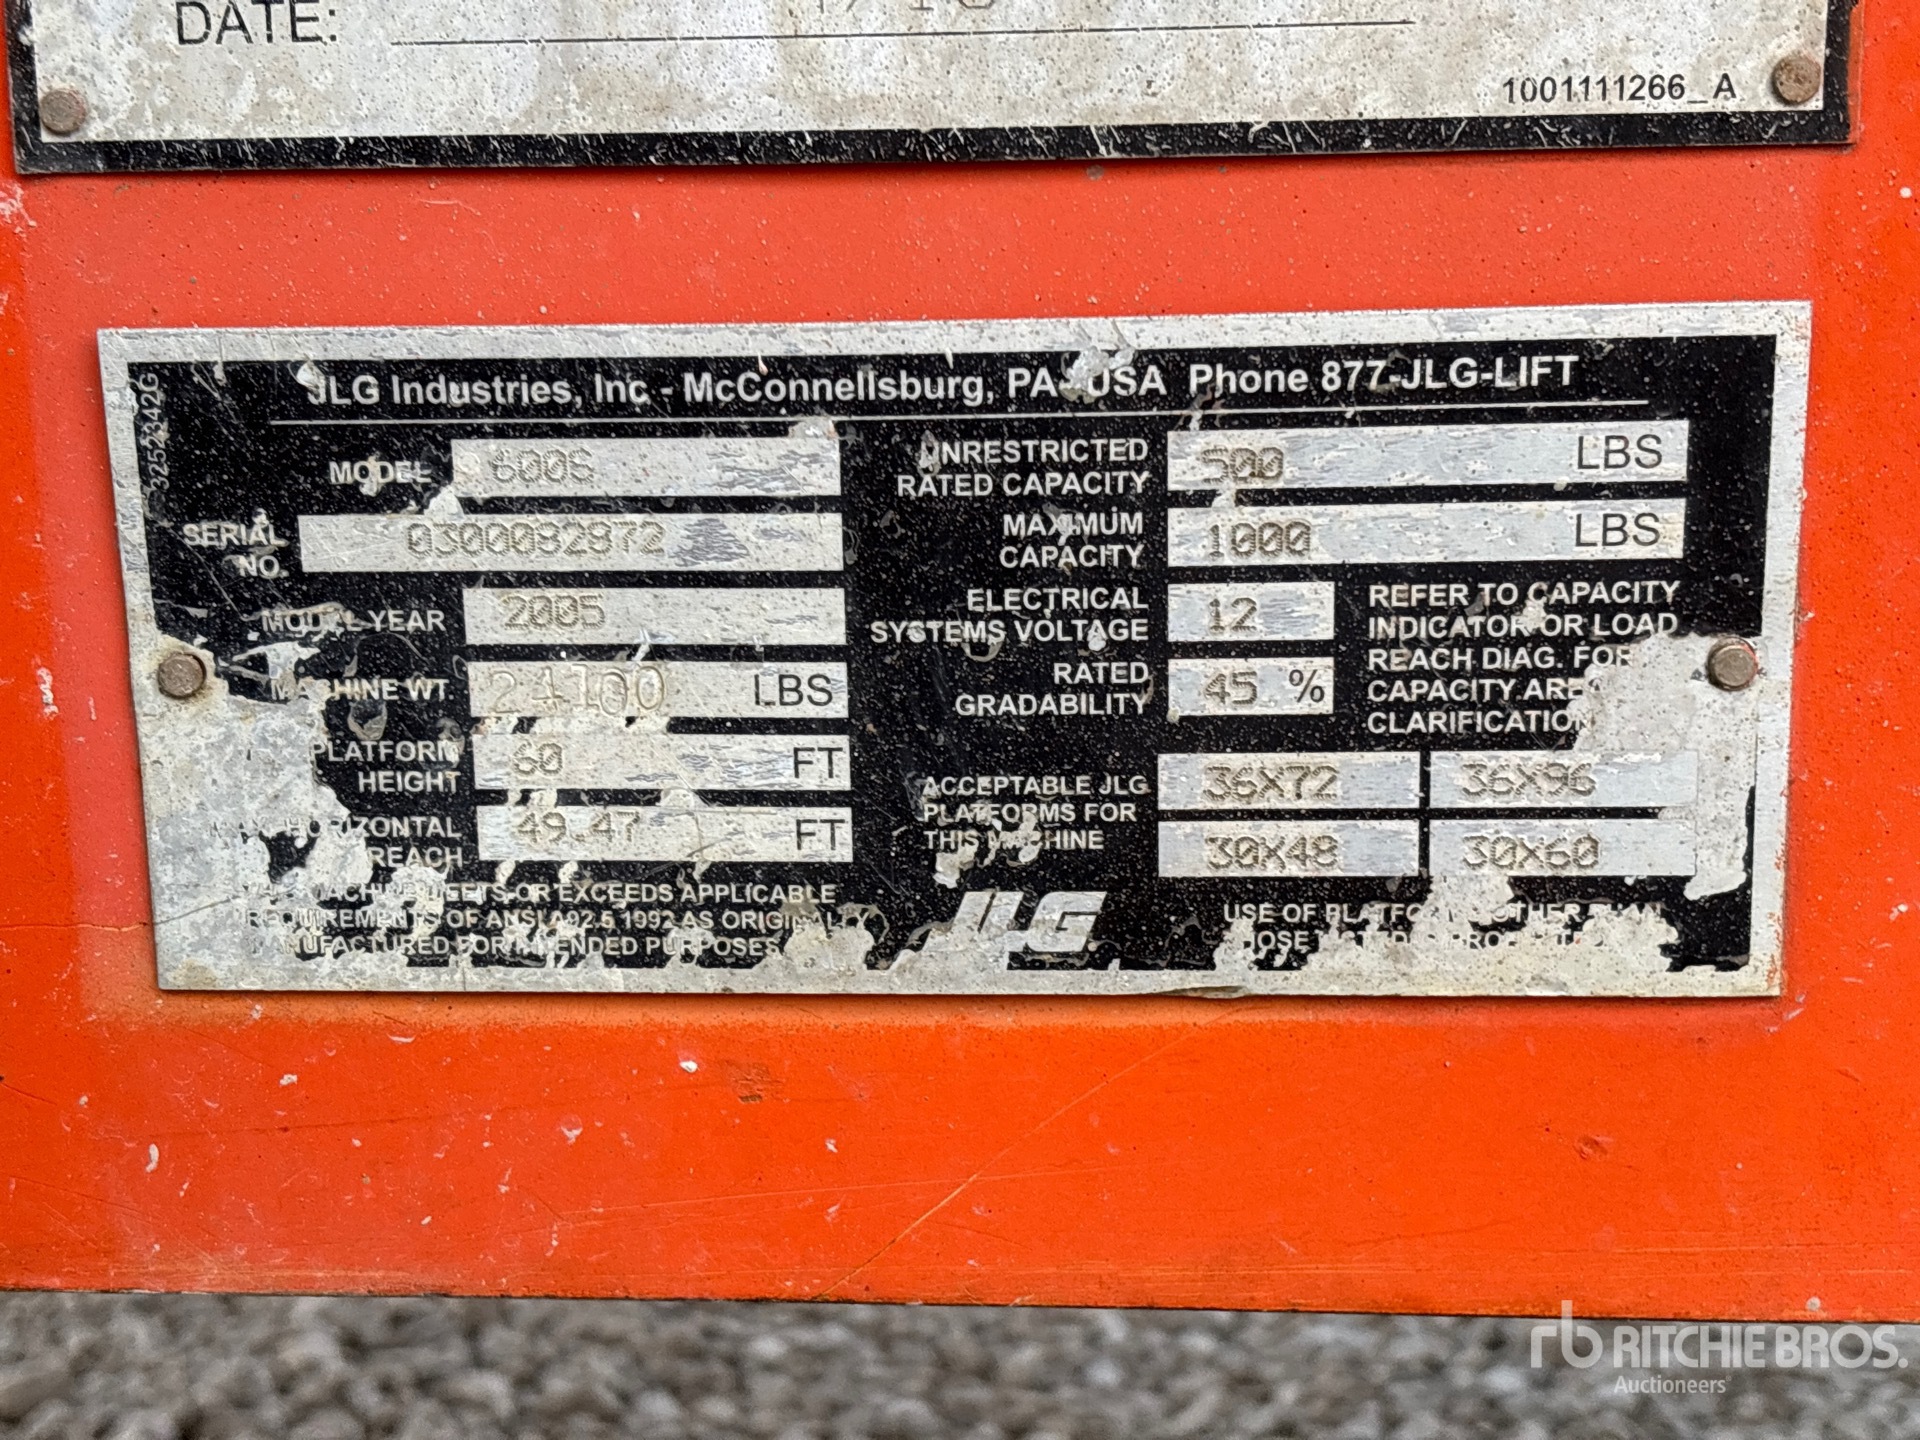 DATE:
1001111266_A
3252342G
JLG Industries, Inc - McConnellsburg, PA USA Phone 877-JLG-LIFT
MODEL 600S
SERIAL NO. 0300082872
MODEL YEAR 2005
MACHINE WT. 24100 LBS
PLATFORM HEIGHT 60 FT
HORIZONTAL REACH 49.47 FT
UNRESTRICTED RATED CAPACITY 500 LBS
MAXIMUM CAPACITY 1000 LBS
ELECTRICAL SYSTEMS VOLTAGE 12
RATED GRADABILITY 45 %
REFER TO CAPACITY
INDICATOR OR LOAD
REACH DIAG. FOR
CAPACITY AREA
CLARIFICATION
ACCEPTABLE JLG
PLATFORMS FOR
THIS MACHINE
36X72 36X96
30X48 30X60
MACHINE MEETS OR EXCEEDS APPLICABLE
REQUIREMENTS OF ANSI A92.5 1992 AS ORIGINALLY
MANUFACTURED FOR INTENDED PURPOSES
JLG
USE OF PLATFORMS OTHER THAN
rb RITCHIE BROS.
Auctioneers